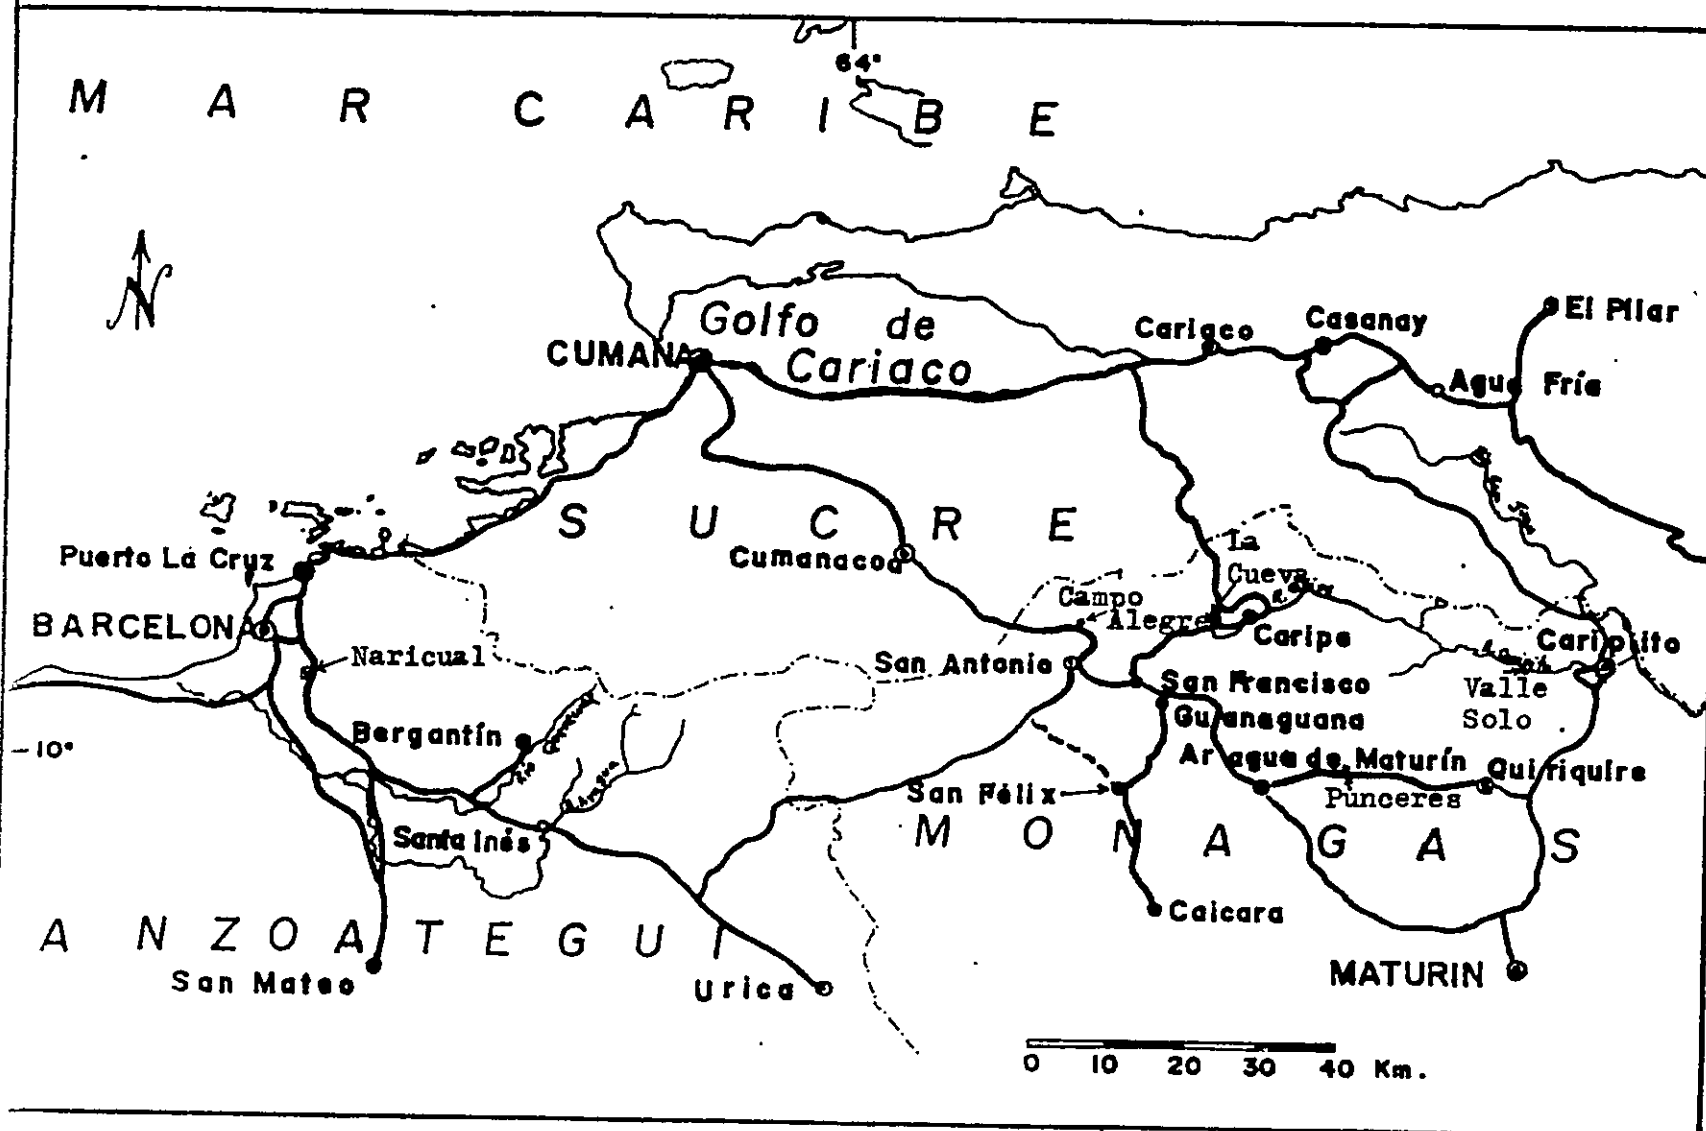 64°
MAR CARIBE
N
Golfo de
Cariaco
CUMANA
Cariaco
Casanay
El Pilar
Agua Fría
SUCRE
Cumanacoa
Puerto La Cruz
BARCELONA
Naricual
La
Cueva
Campo
Alegre
Caripe
Caripito
San Antonio
San Francisco
Valle
Solo
Guanaguana
Bergantín
Río
-10°
Aragua de Maturín
Quiriquire
San Félix
Punceres
Aragua
Santa Inés
MONAGAS
Caicara
ANZOATEGUI
San Mateo
Urica
MATURIN
0 10 20 30 40 Km.